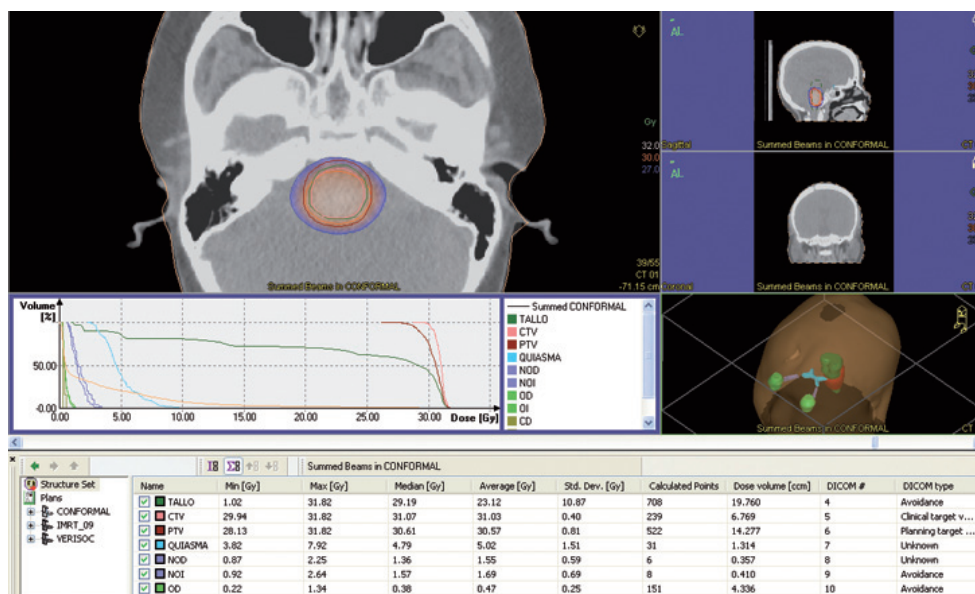 AL
Gy
32.0
30.0
27.0
39/55
CT 01
-71.15 cm
Summed Beams in CONFORMAL
Sagittal
Summed Beams in CONFORMAL
CT
AL
Summed Beams in CONFORMAL
CT
Volume
[%]
50.00
-0.00
0.00 5.00 10.00 15.00 20.00 25.00 30.00 Dose [Gy]
Summed CONFORMAL
TALLO
CTV
PTV
QUIASMA
NOD
NOI
OD
OI
CD
Summed Beams in CONFORMAL
CT
Summed Beams in CONFORMAL
Structure Set
Plans
CONFORMAL
IMRT_09
VERISOC
Name Min [Gy] Max [Gy] Median [Gy] Average [Gy] Std. Dev. [Gy] Calculated Points Dose volume [ccm] DICOM # DICOM type
TALLO 1.02 31.82 29.19 23.12 10.87 708 19.760 4 Avoidance
CTV 29.94 31.82 31.07 31.03 0.40 239 6.769 5 Clinical target v...
PTV 28.13 31.82 30.61 30.57 0.81 522 14.277 6 Planning target ...
QUIASMA 3.82 7.92 4.79 5.02 1.51 31 1.314 7 Unknown
NOD 0.87 2.25 1.36 1.55 0.59 6 0.357 8 Unknown
NOI 0.92 2.64 1.57 1.69 0.69 8 0.410 9 Avoidance
OD 0.22 1.34 0.38 0.47 0.25 151 4.336 10 Avoidance